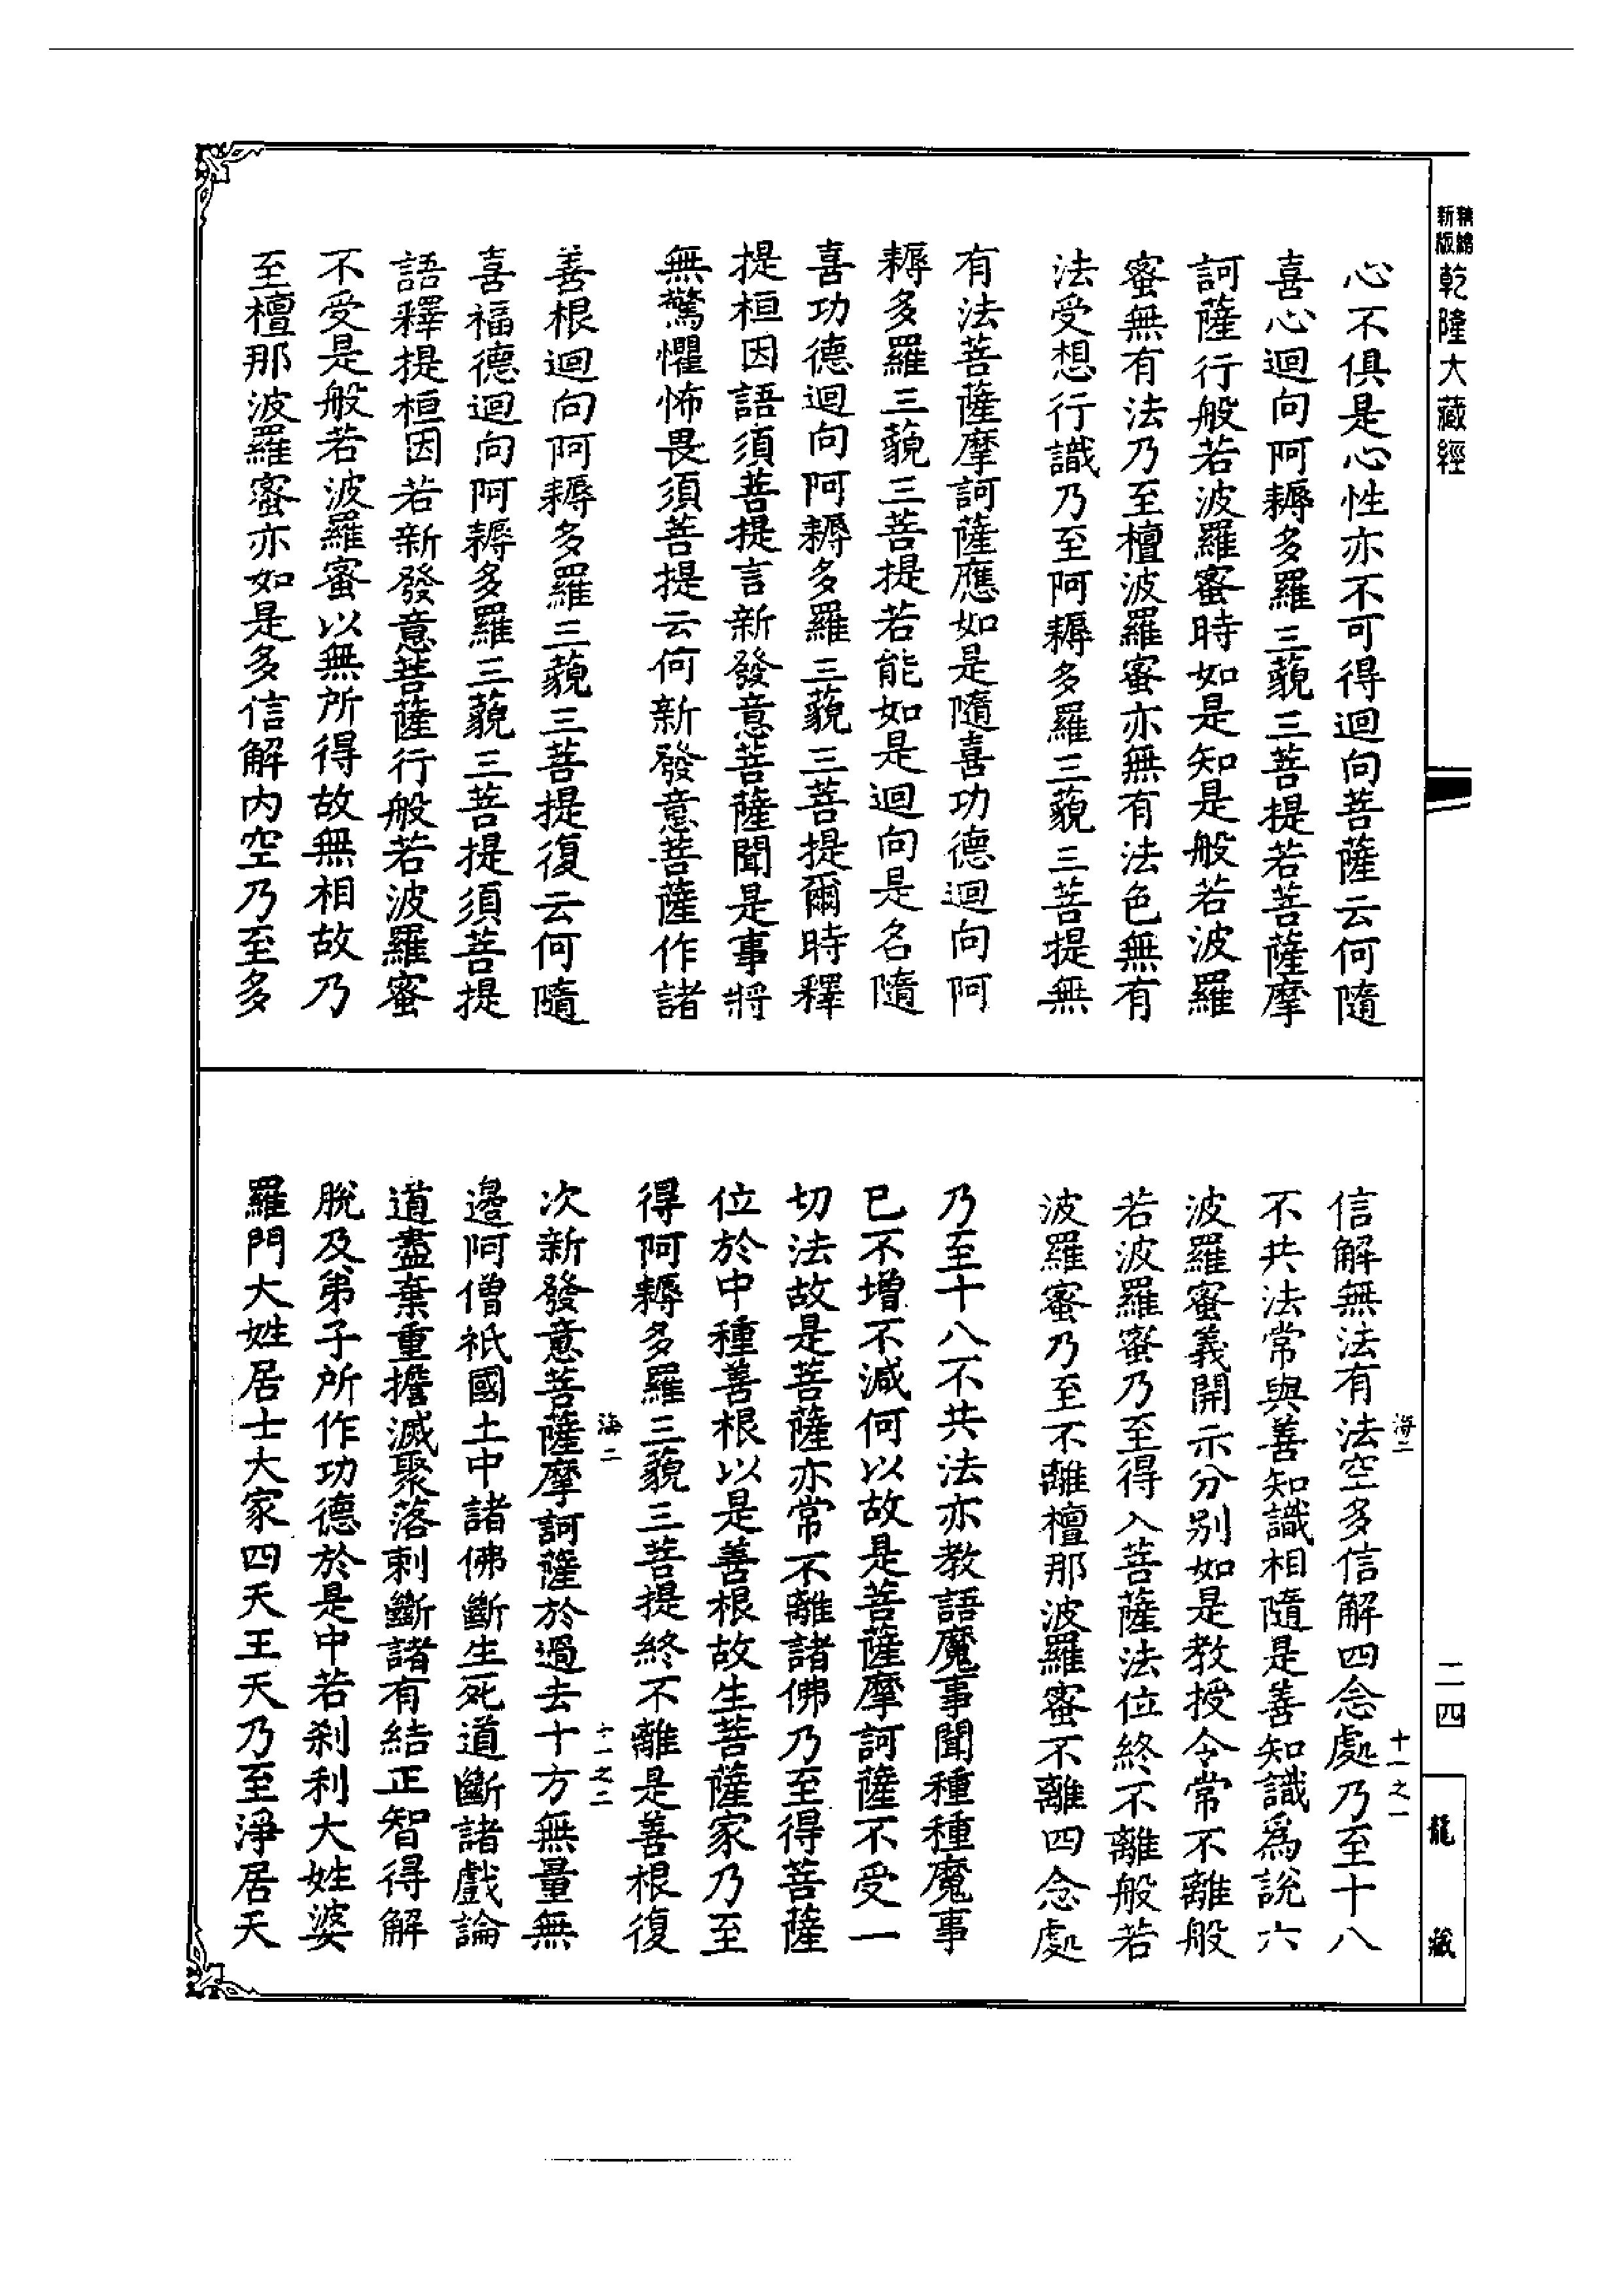 新版精縮乾隆大藏經
心不俱是心性亦不可得迴向菩薩云何隨
喜心迴向阿耨多羅三藐三菩提若菩薩摩
訶薩行般若波羅蜜時如是知是般若波羅
蜜無有法乃至檀波羅蜜亦無有法色無有
法受想行識乃至阿耨多羅三藐三菩提無
有法菩薩摩訶薩應如是隨喜功德迴向阿
耨多羅三藐三菩提若能如是迴向是名隨
喜功德迴向阿耨多羅三藐三菩提爾時釋
提桓因語須菩提言新發意菩薩聞是事將
無驚懼怖畏須菩提云何新發意菩薩作諸
善根迴向阿耨多羅三藐三菩提復云何隨
喜福德迴向阿耨多羅三藐三菩提須菩提
語釋提桓因若新發意菩薩行般若波羅蜜
不受是般若波羅蜜以無所得故無相故乃
至檀那波羅蜜亦如是多信解內空乃至多
海二
十一之一
信解無法有法空多信解四念處乃至十八
不共法常與善知識相隨是善知識為說六
波羅蜜義開示分別如是教授令常不離般
若波羅蜜乃至得入菩薩法位終不離般若
波羅蜜乃至不離檀那波羅蜜不離四念處
乃至十八不共法亦教語魔事聞種種魔事
已不增不減何以故是菩薩摩訶薩不受一
切法故是菩薩亦常不離諸佛乃至得菩薩
位於中種善根以是善根故生菩薩家乃至
得阿耨多羅三藐三菩提終不離是善根復
海二
十一之二
次新發意菩薩摩訶薩於過去十方無量無
邊阿僧祇國土中諸佛斷生死道斷諸戲論
道盡棄重擔滅聚落刺斷諸有結正智得解
脫及弟子所作功德於是中若剎利大姓婆
羅門大姓居士大家四天王天乃至淨居天
二四
龍藏